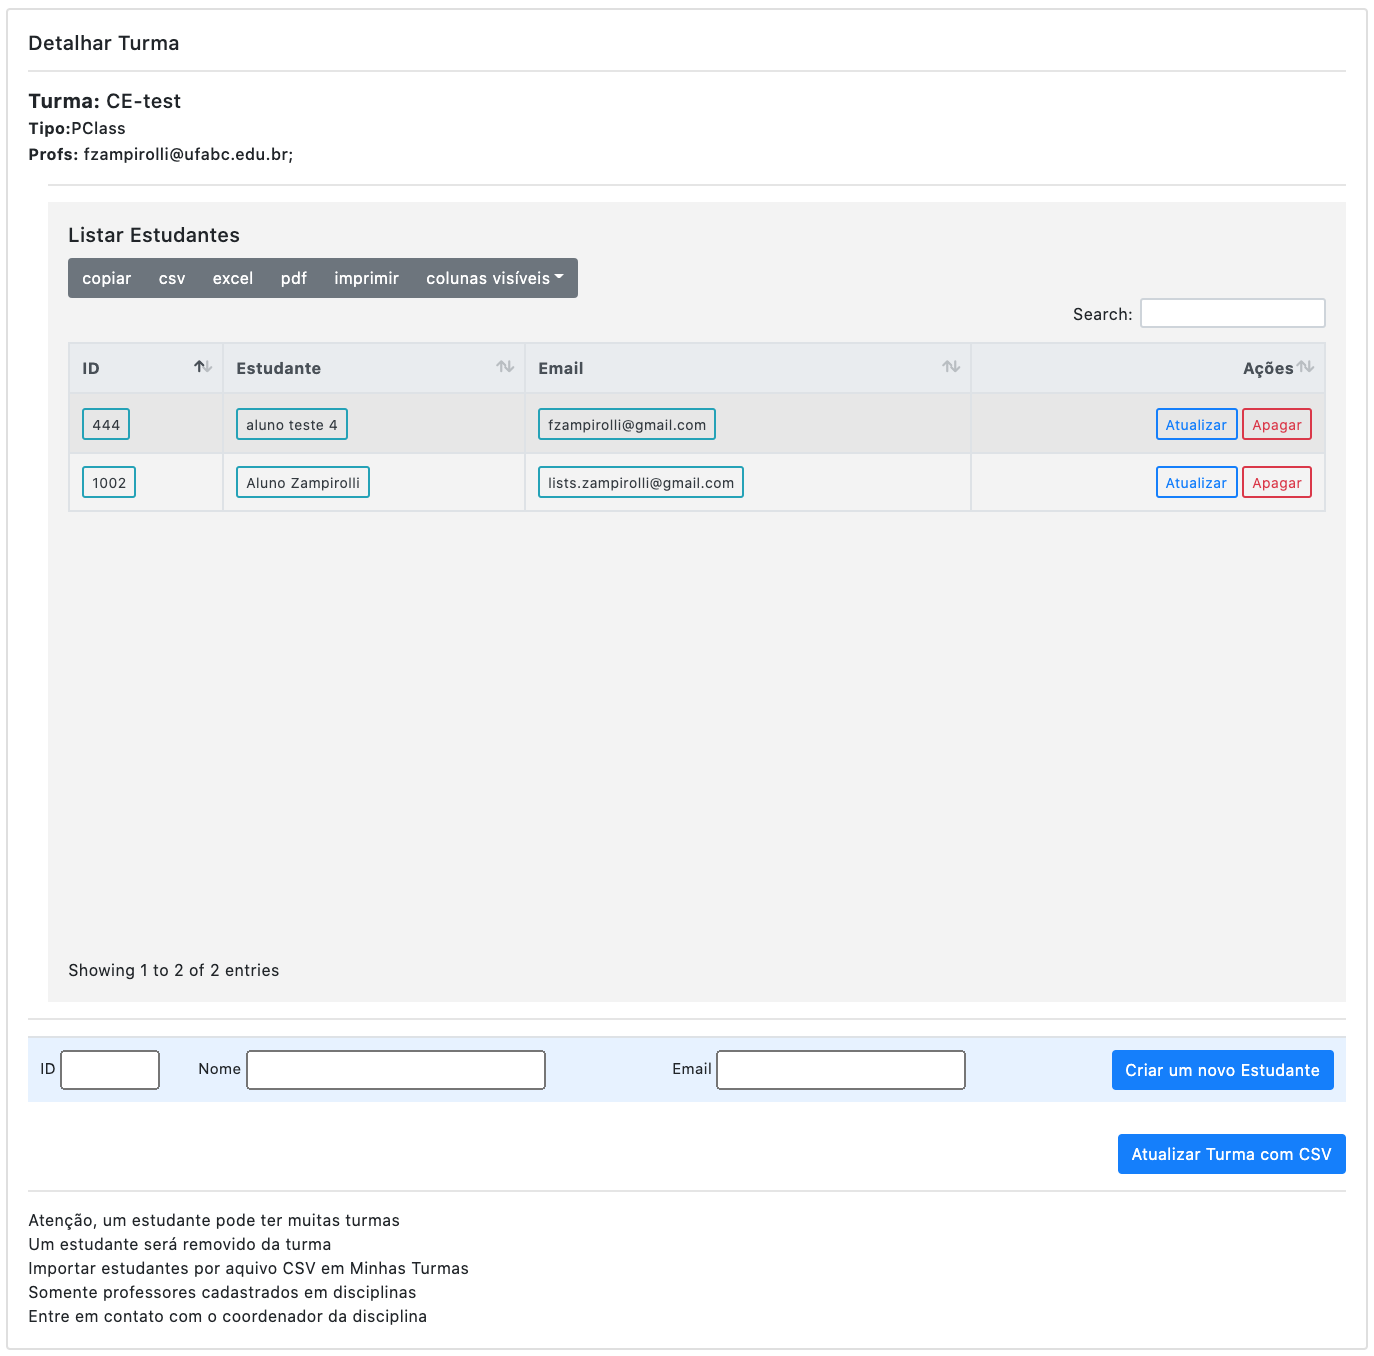 Detalhar Turma
Turma: CE-test
Tipo:PClass
Profs: fzampirolli@ufabc.edu.br;
Listar Estudantes
copiar csv excel pdf imprimir colunas visíveis
Search:
ID Estudante Email Ações
444 aluno teste 4 fzampirolli@gmail.com Atualizar Apagar
1002 Aluno Zampirolli lists.zampirolli@gmail.com Atualizar Apagar
Showing 1 to 2 of 2 entries
ID Nome Email Criar um novo Estudante
Atualizar Turma com CSV
Atenção, um estudante pode ter muitas turmas
Um estudante será removido da turma
Importar estudantes por aquivo CSV em Minhas Turmas
Somente professores cadastrados em disciplinas
Entre em contato com o coordenador da disciplina